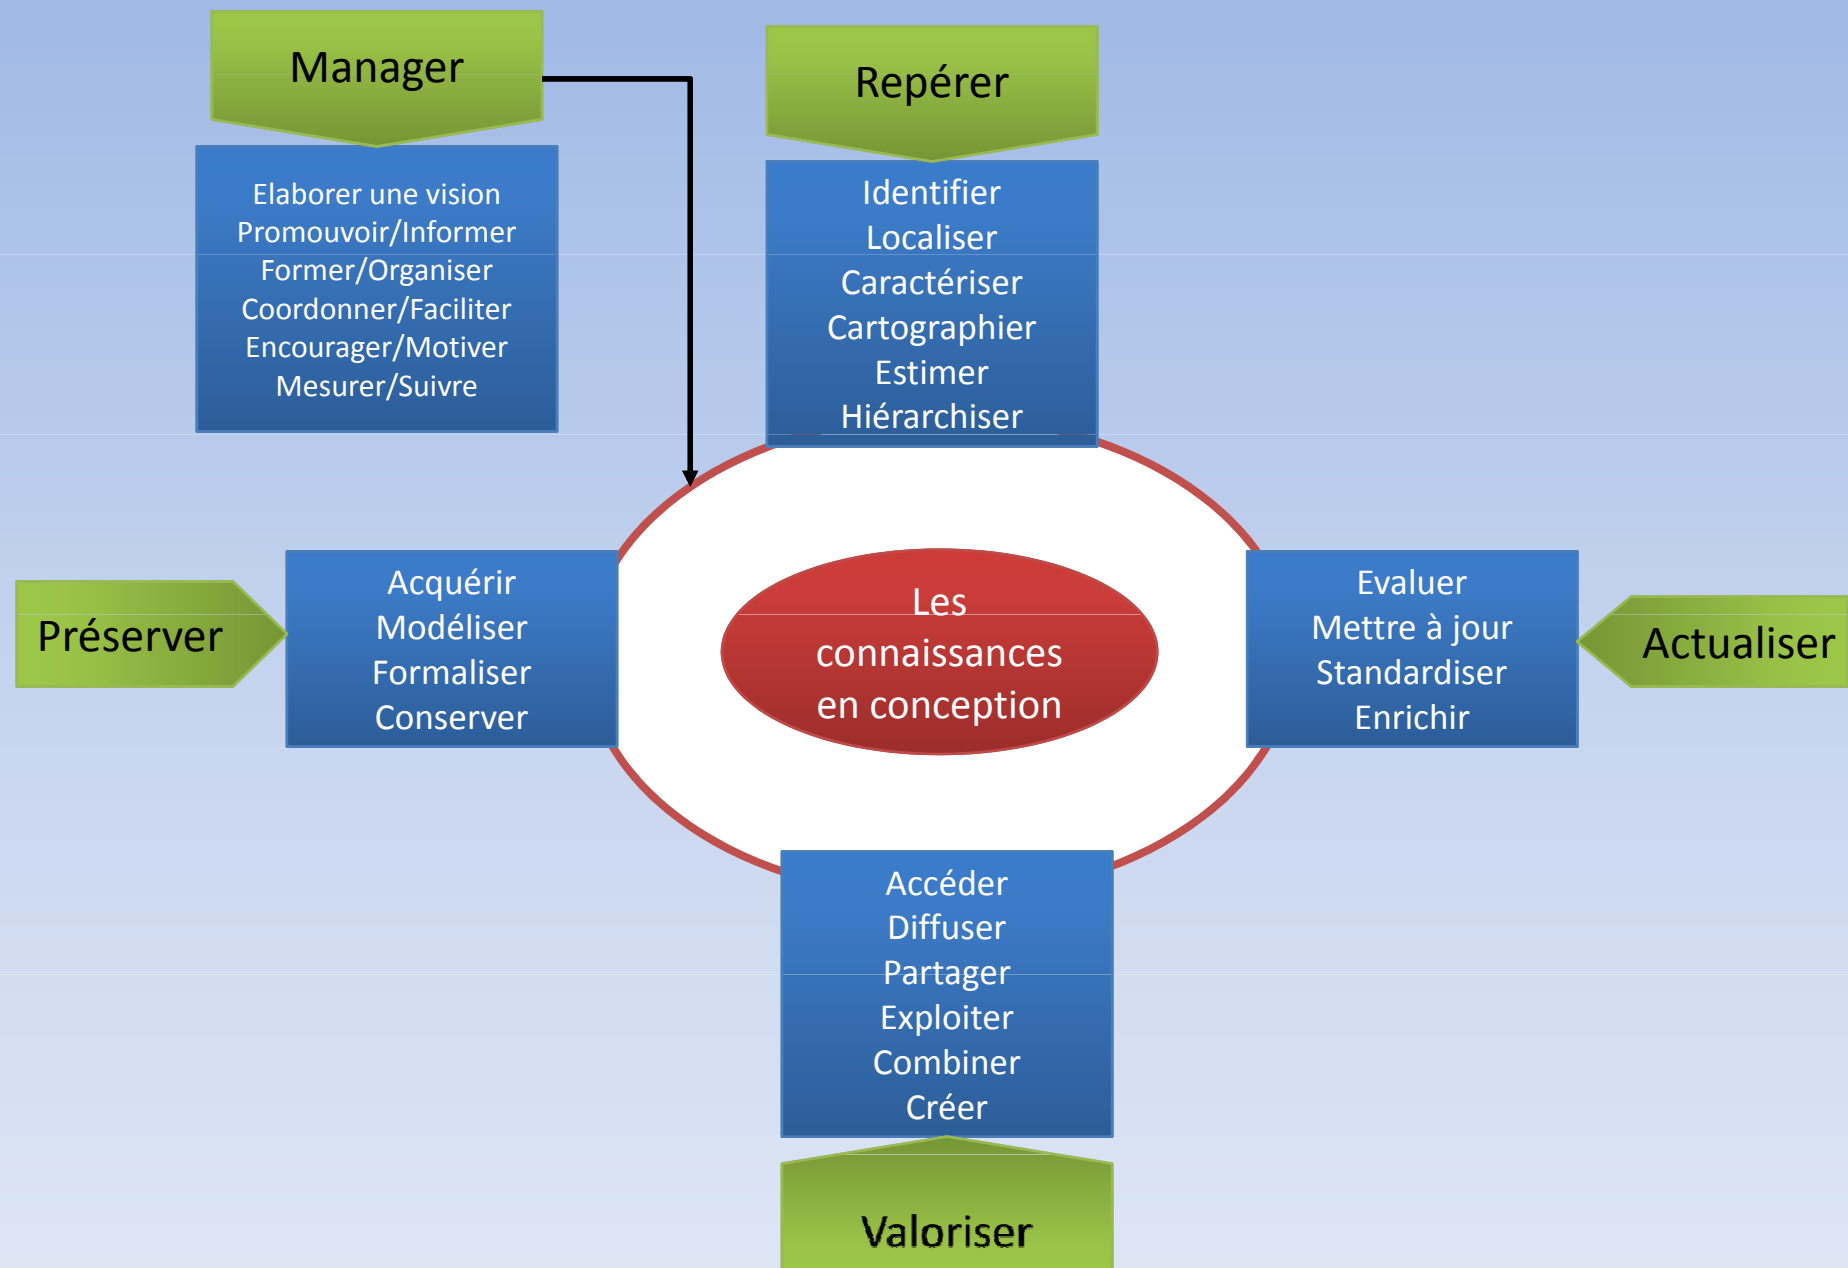 Manager
Elaborer une vision
Promouvoir/Informer
Former/Organiser
Coordonner/Faciliter
Encourager/Motiver
Mesurer/Suivre
Repérer
Identifier
Localiser
Caractériser
Cartographier
Estimer
Hiérarchiser
Préserver
Acquérir
Modéliser
Formaliser
Conserver
Les
connaissances
en conception
Evaluer
Mettre à jour
Standardiser
Enrichir
Actualiser
Accéder
Diffuser
Partager
Exploiter
Combiner
Créer
Valoriser